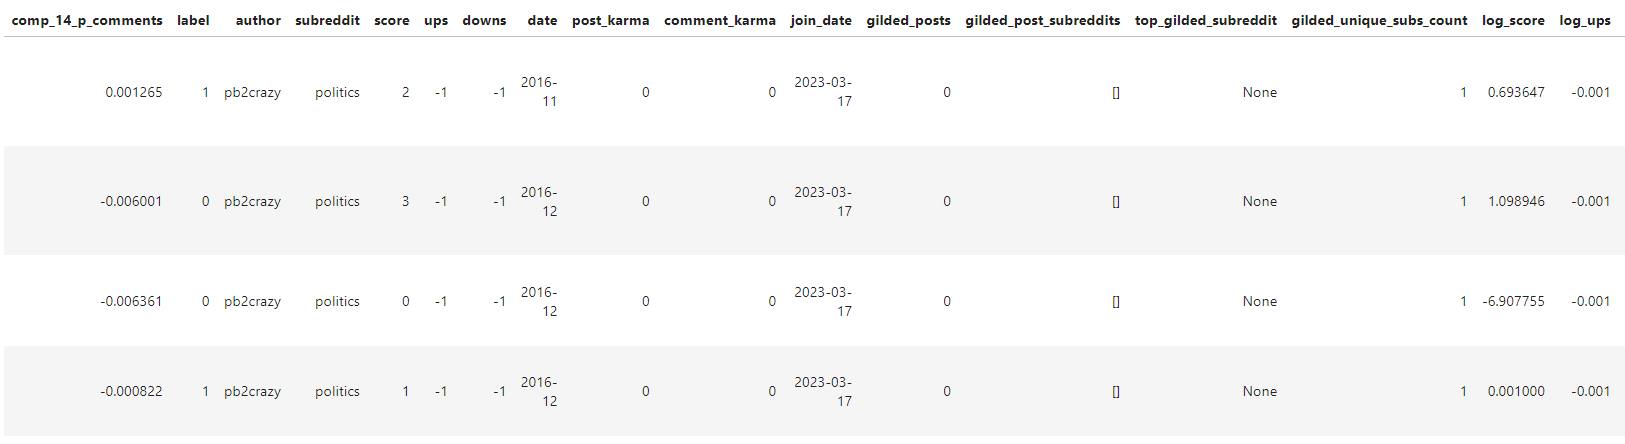 comp_14_p_comments label author subreddit score ups downs date post_karma comment_karma join_date gilded_posts gilded_post_subreddits top_gilded_subreddit gilded_unique_subs_count log_score log_ups
0.001265 1 pb2crazy politics 2 -1 -1 2016-11 0 0 2023-03-17 0 [] None 1 0.693647 -0.001
-0.006001 0 pb2crazy politics 3 -1 -1 2016-12 0 0 2023-03-17 0 [] None 1 1.098946 -0.001
-0.006361 0 pb2crazy politics 0 -1 -1 2016-12 0 0 2023-03-17 0 [] None 1 -6.907755 -0.001
-0.000822 1 pb2crazy politics 1 -1 -1 2016-12 0 0 2023-03-17 0 [] None 1 0.001000 -0.001